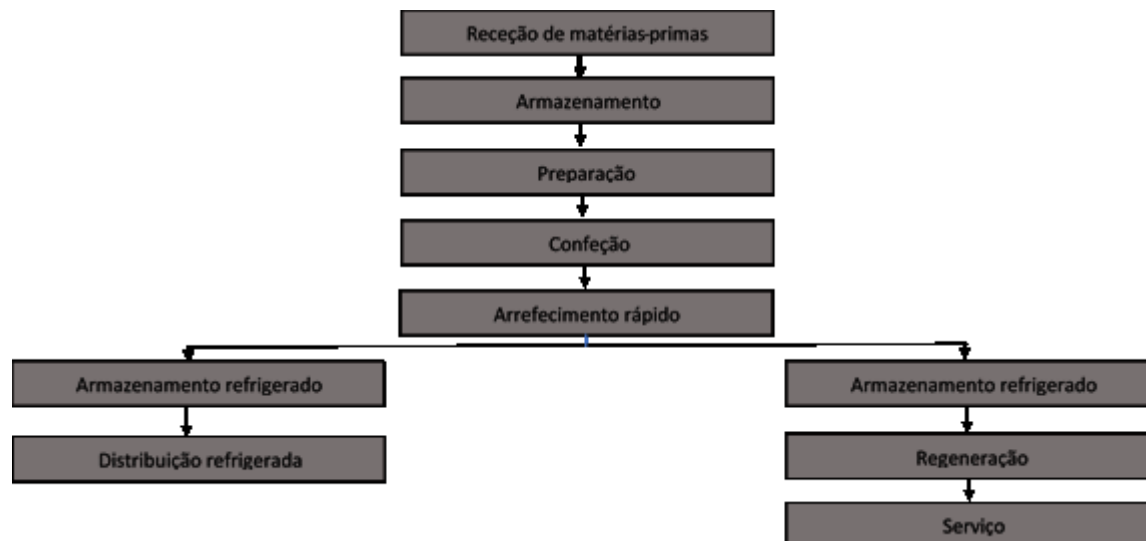 Receção de matérias-primas
Armazenamento
Preparação
Confeção
Arrefecimento rápido
Armazenamento refrigerado
Distribuição refrigerada
Armazenamento refrigerado
Regeneração
Serviço